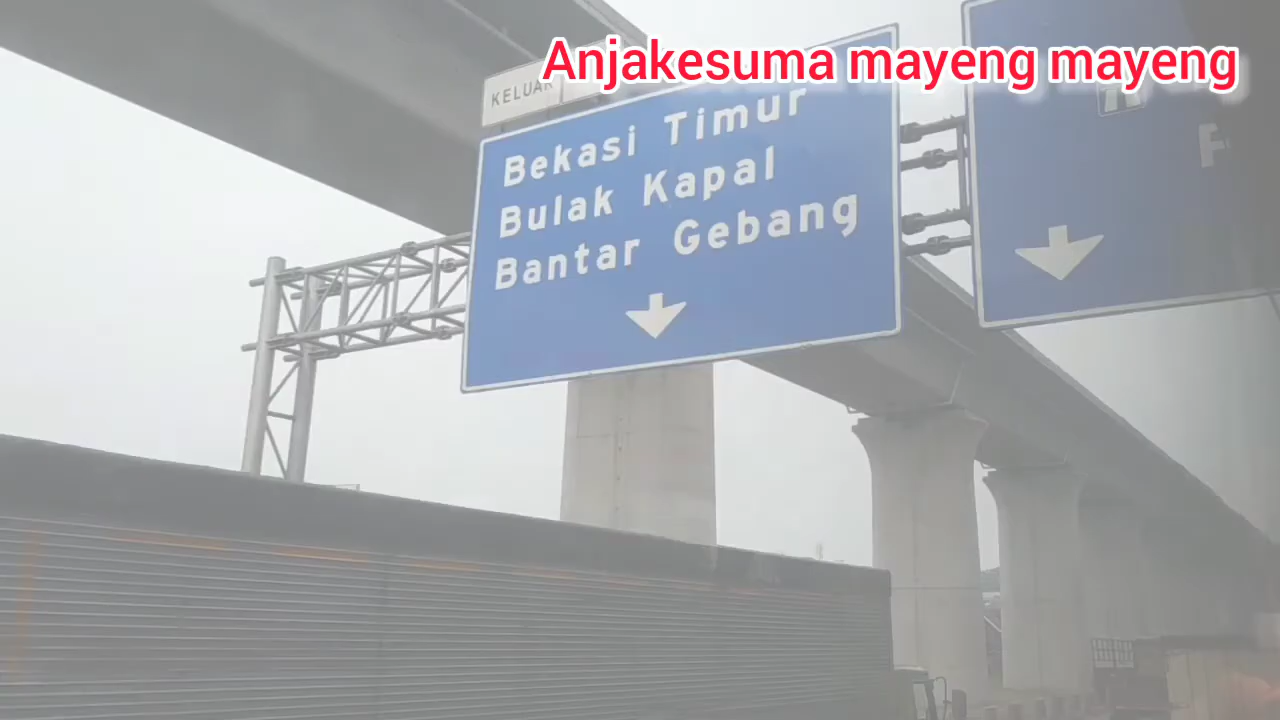 Anjakesuma mayeng mayeng
KELUAR
Bekasi Timur
Bulak Kapal
Bantar Gebang